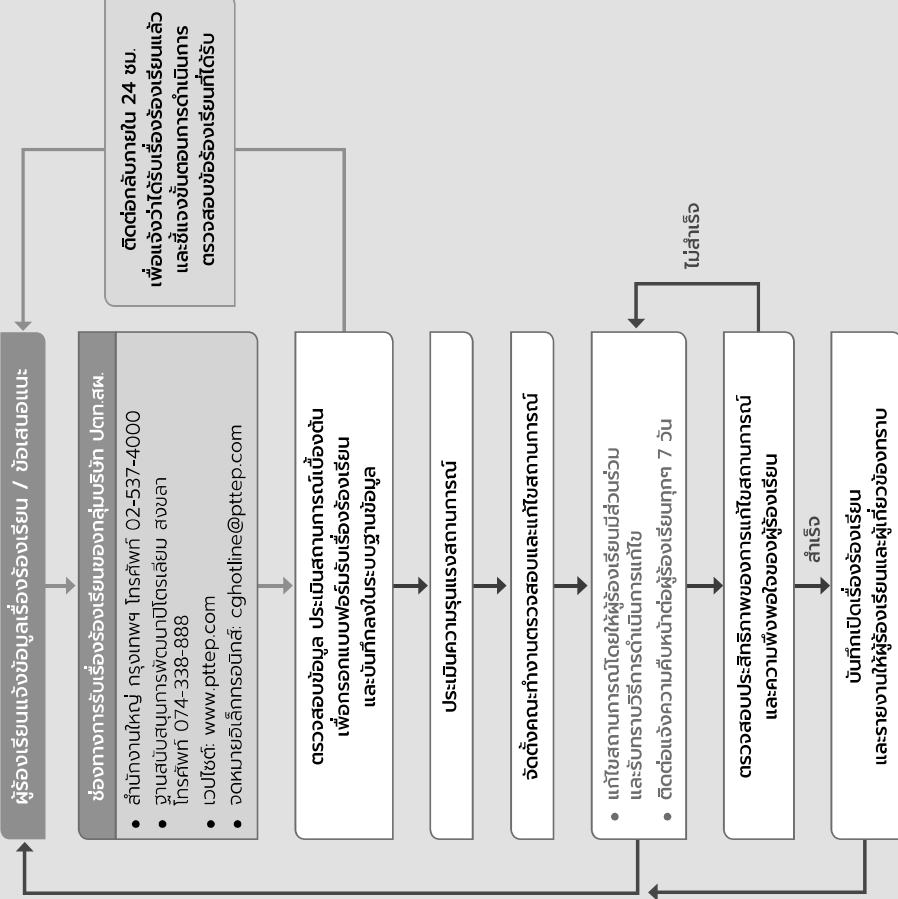 ผู้ร้องเรียนแจ้งข้อมูลเรื่องร้องเรียน / ข้อเสนอแนะ
ช่องทางการรับเรื่องร้องเรียนของกลุ่มบริษัท ปตท.สผ.
• สำนักงานใหญ่ กรุงเทพฯ โทรศัพท์ 02-537-4000
• ฐานสนับสนุนการพัฒนาปิโตรเลียม สงขลา
โทรศัพท์ 074-338-888
• เวปไซต์: www.pttep.com
• จดหมายอิเล็กทรอนิกส์: cghotline@pttep.com
ติดต่อกลับภายใน 24 ชม.
เพื่อแจ้งว่าได้รับเรื่องร้องเรียนแล้ว
และชี้แจงขั้นตอนการดำเนินการ
ตรวจสอบข้อร้องเรียนที่ได้รับ
ตรวจสอบข้อมูล ประเมินสถานการณ์เบื้องต้น
เพื่อกรอกแบบฟอร์มรับเรื่องร้องเรียน
และบันทึกลงในระบบฐานข้อมูล
ประเมินความรุนแรงสถานการณ์
จัดตั้งคณะทำงานตรวจสอบและแก้ไขสถานการณ์
• แก้ไขสถานการณ์โดยให้ผู้ร้องเรียนมีส่วนร่วม
และรับทราบวิธีการดำเนินการแก้ไข
• ติดต่อแจ้งความคืบหน้าต่อผู้ร้องเรียนทุกๆ 7 วัน
ไม่สำเร็จ
ตรวจสอบประสิทธิภาพของการแก้ไขสถานการณ์
และความพึงพอใจของผู้ร้องเรียน
สำเร็จ
บันทึกปิดเรื่องร้องเรียน
และรายงานให้ผู้ร้องเรียนและผู้เกี่ยวข้องทราบ